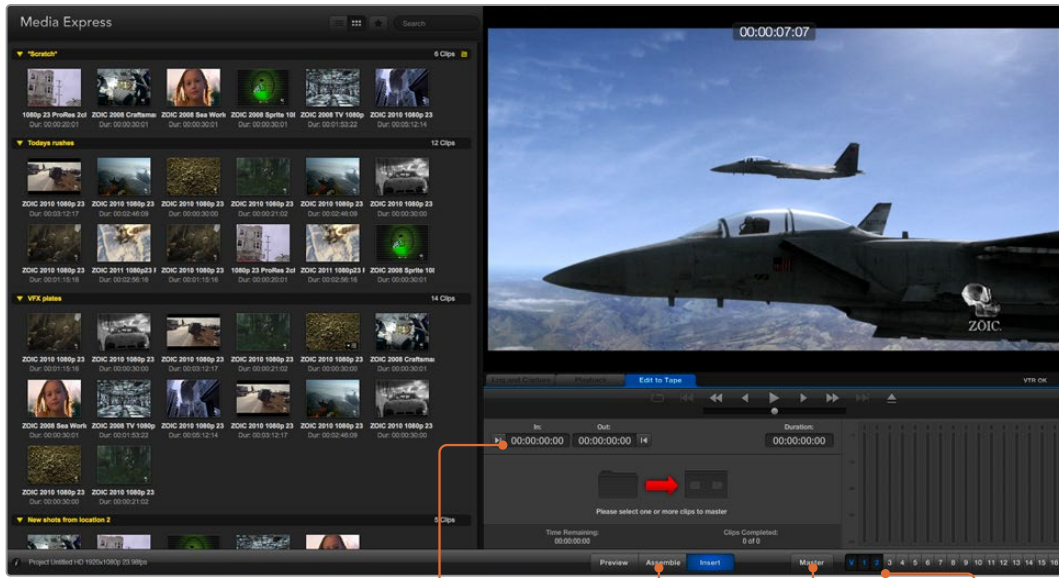 Media Express
Search
"Scratch"
6 Clips
1080p 23 ProRes 2cl
ZOIC 2008 Craftsma
ZOIC 2008 Sea Work
ZOIC 2008 Sprite 10l
ZOIC 2008 TV 1080p
ZOIC 2010 1080p 23
Dur: 00:00:20:01
Dur: 00:00:30:01
Dur: 00:00:30:01
Dur: 00:00:30:01
Dur: 00:01:53:22
Dur: 00:05:12:14
Todays rushes
12 Clips
ZOIC 2010 1080p 23
ZOIC 2010 1080p 23
ZOIC 2010 1080p 23
ZOIC 2010 1080p 23
ZOIC 2010 1080p 23
ZOIC 2010 1080p 23
Dur: 00:03:12:17
Dur: 00:02:46:09
Dur: 00:00:30:00
Dur: 00:00:21:02
Dur: 00:02:46:09
Dur: 00:00:30:00
ZOIC 2010 1080p 23
ZOIC 2011 1080p23 f
ZOIC 2010 1080p 23
1080p 23 ProRes 2cl
ZOIC 2011 1080p23 f
ZOIC 2008 Sprite 10l
Dur: 00:01:15:16
Dur: 00:02:56:16
Dur: 00:01:15:16
Dur: 00:00:20:01
Dur: 00:02:56:16
Dur: 00:00:30:01
VFX plates
14 Clips
ZOIC 2010 1080p 23
ZOIC 2010 1080p 23
ZOIC 2010 1080p 23
ZOIC 2010 1080p 23
ZOIC 2010 1080p 23
ZOIC 2008 Craftsma
Dur: 00:01:15:16
Dur: 00:00:30:00
Dur: 00:03:12:17
Dur: 00:00:21:02
Dur: 00:00:30:00
Dur: 00:00:30:01
ZOIC 2008 Sea Work
ZOIC 2008 TV 1080p
ZOIC 2010 1080p 23
ZOIC 2010 1080p 23
ZOIC 2010 1080p 23
ZOIC 2010 1080p 23
Dur: 00:00:30:01
Dur: 00:01:53:22
Dur: 00:05:12:14
Dur: 00:03:12:17
Dur: 00:02:46:09
Dur: 00:00:30:00
ZOIC 2010 1080p 23
ZOIC 2010 1080p 23
Dur: 00:00:30:00
Dur: 00:00:21:02
New shots from location 2
5 Clips
Project Untitled HD 1920x1080p 23.98fps
00:00:07:07
ZOIC.
Log and Capture
Playback
Edit to Tape
VTR OK
In:
Out:
Duration:
00:00:00:00
00:00:00:00
00:00:00:00
Please select one or more clips to master
Time Remaining:
Clips Completed:
00:00:00:00
0 of 0
Preview
Assemble
Insert
Master
V 1 2 3 4 5 6 7 8 9 10 11 12 13 14 15 16